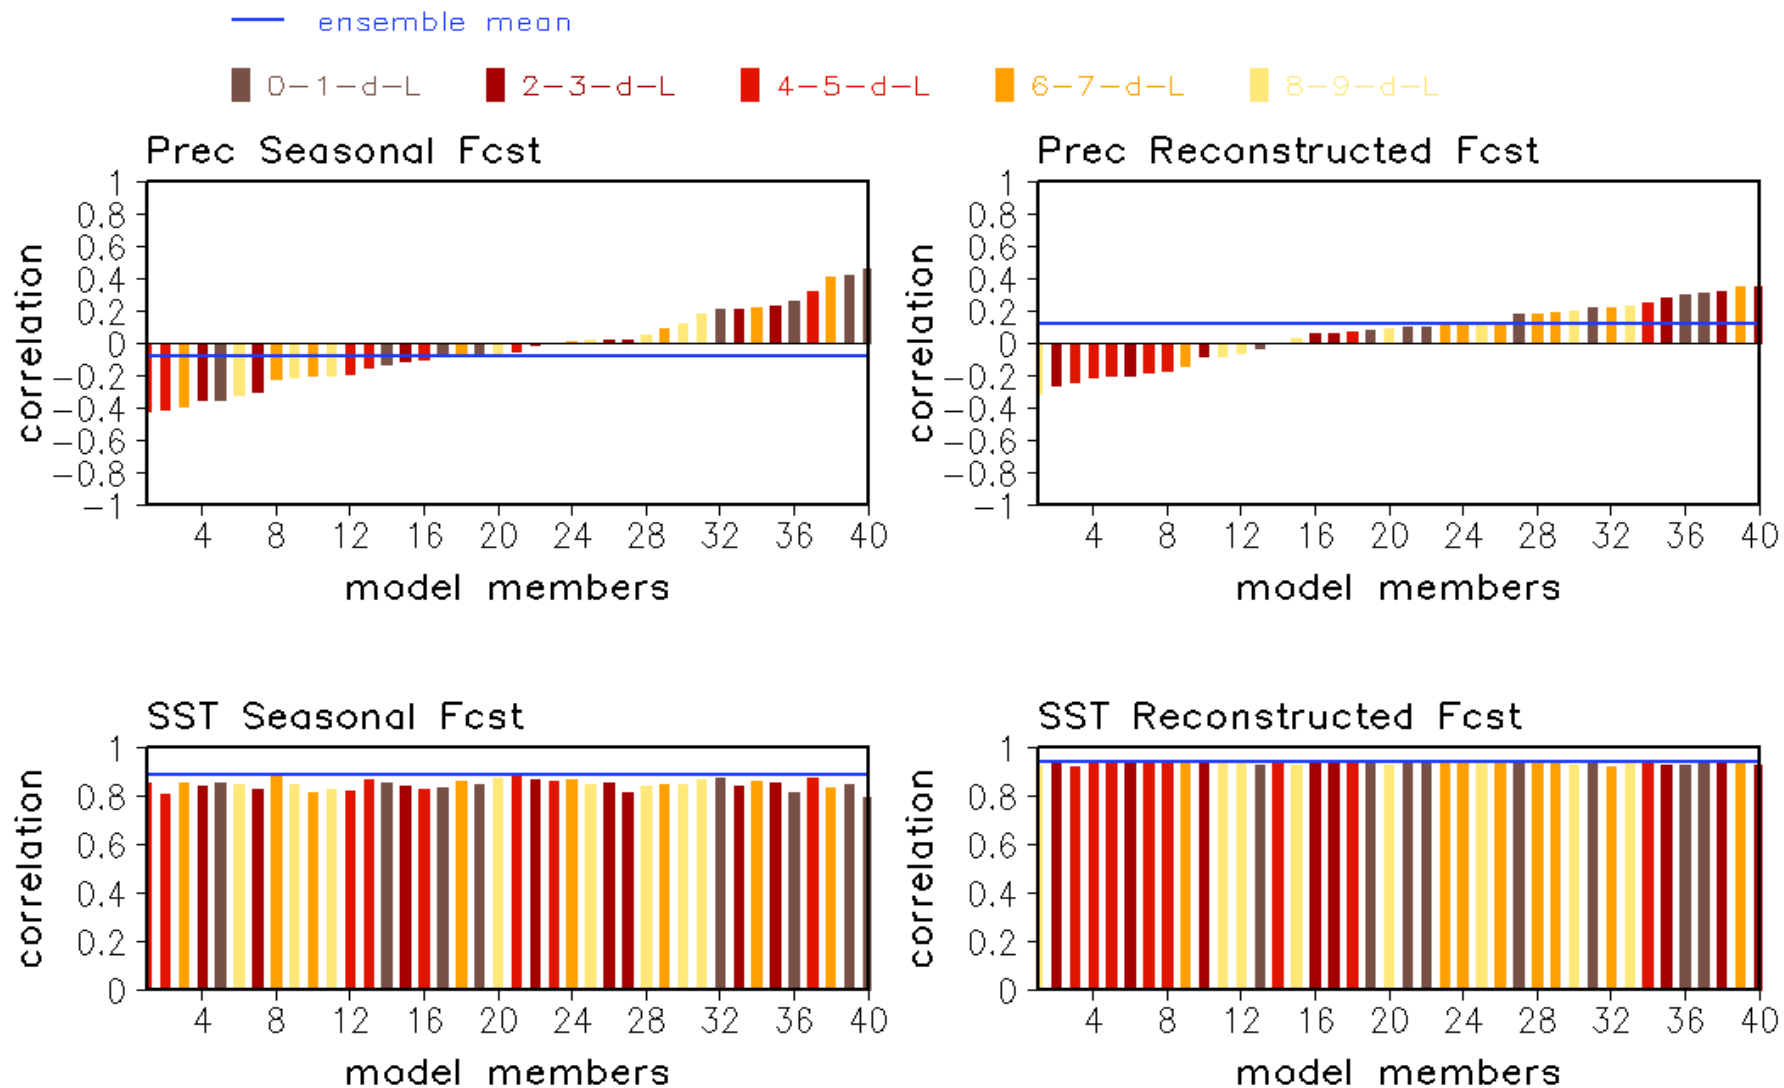 ensemble mean
0-1-d-L 2-3-d-L 4-5-d-L 6-7-d-L 8-9-d-L
Prec Seasonal Fcst
correlation
1
0.8
0.6
0.4
0.2
0
-0.2
-0.4
-0.6
-0.8
-1
4 8 12 16 20 24 28 32 36 40
model members
Prec Reconstructed Fcst
correlation
1
0.8
0.6
0.4
0.2
0
-0.2
-0.4
-0.6
-0.8
-1
4 8 12 16 20 24 28 32 36 40
model members
SST Seasonal Fcst
correlation
1
0.8
0.6
0.4
0.2
0
4 8 12 16 20 24 28 32 36 40
model members
SST Reconstructed Fcst
correlation
1
0.8
0.6
0.4
0.2
0
4 8 12 16 20 24 28 32 36 40
model members